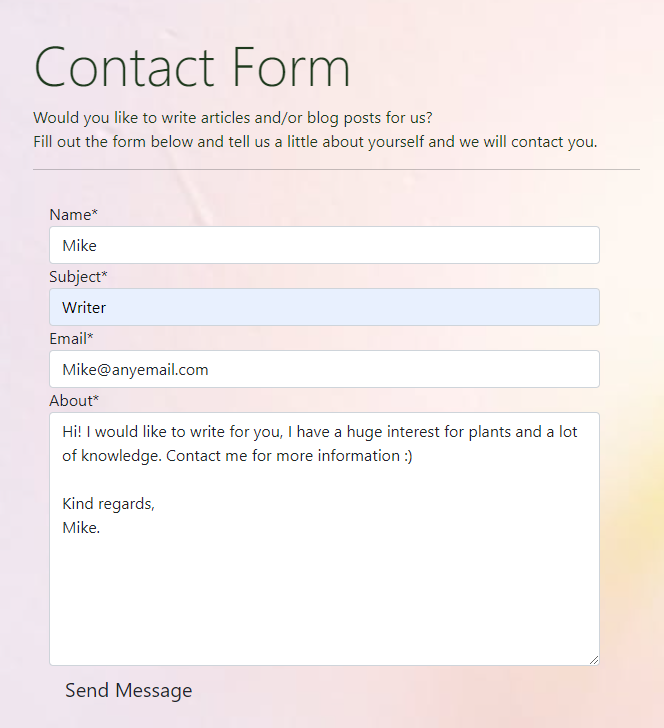 Contact Form
Would you like to write articles and/or blog posts for us?
Fill out the form below and tell us a little about yourself and we will contact you.
Name*
Mike
Subject*
Writer
Email*
Mike@anyemail.com
About*
Hi! I would like to write for you, I have a huge interest for plants and a lot
of knowledge. Contact me for more information :)
Kind regards,
Mike.
Send Message